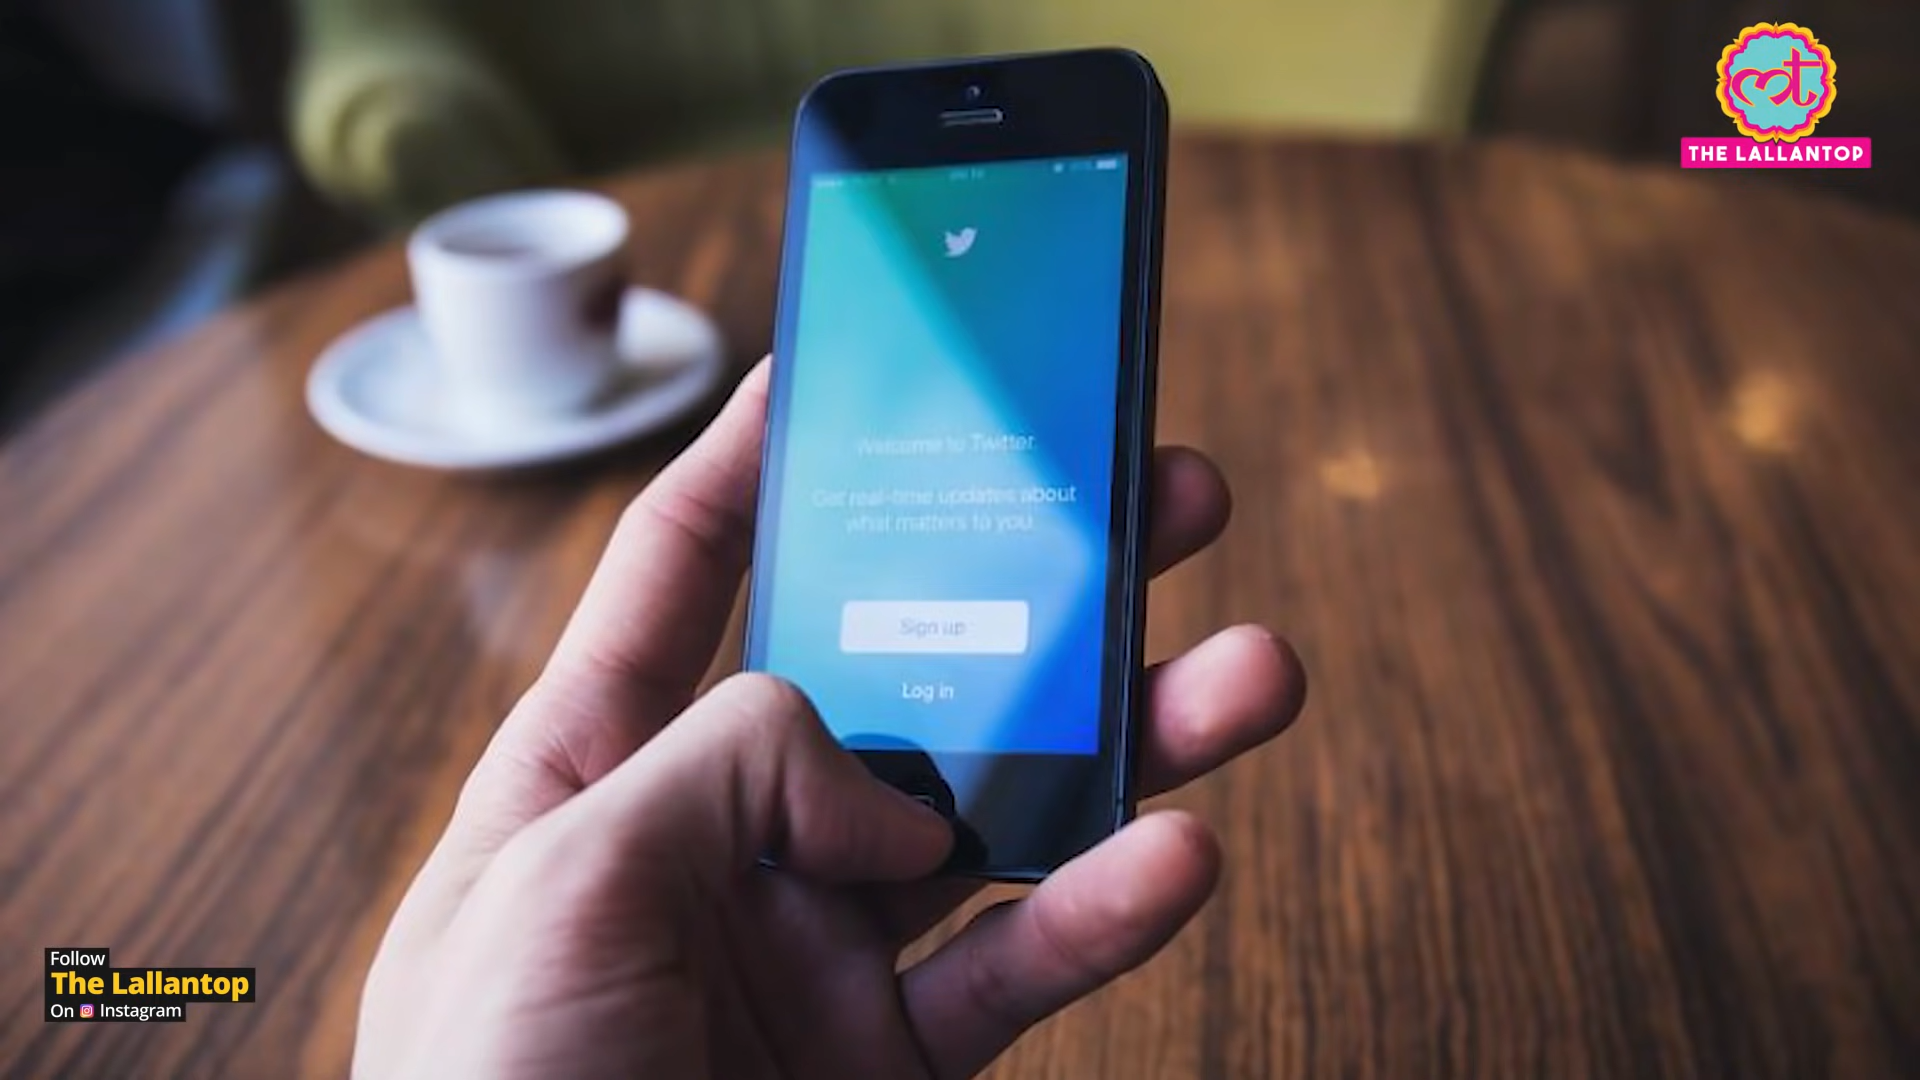 THE LALLANTOP
Welcome to Twitter.
Get real-time updates about
what matters to you.
Sign up
Log in
Follow
The Lallantop
On Instagram